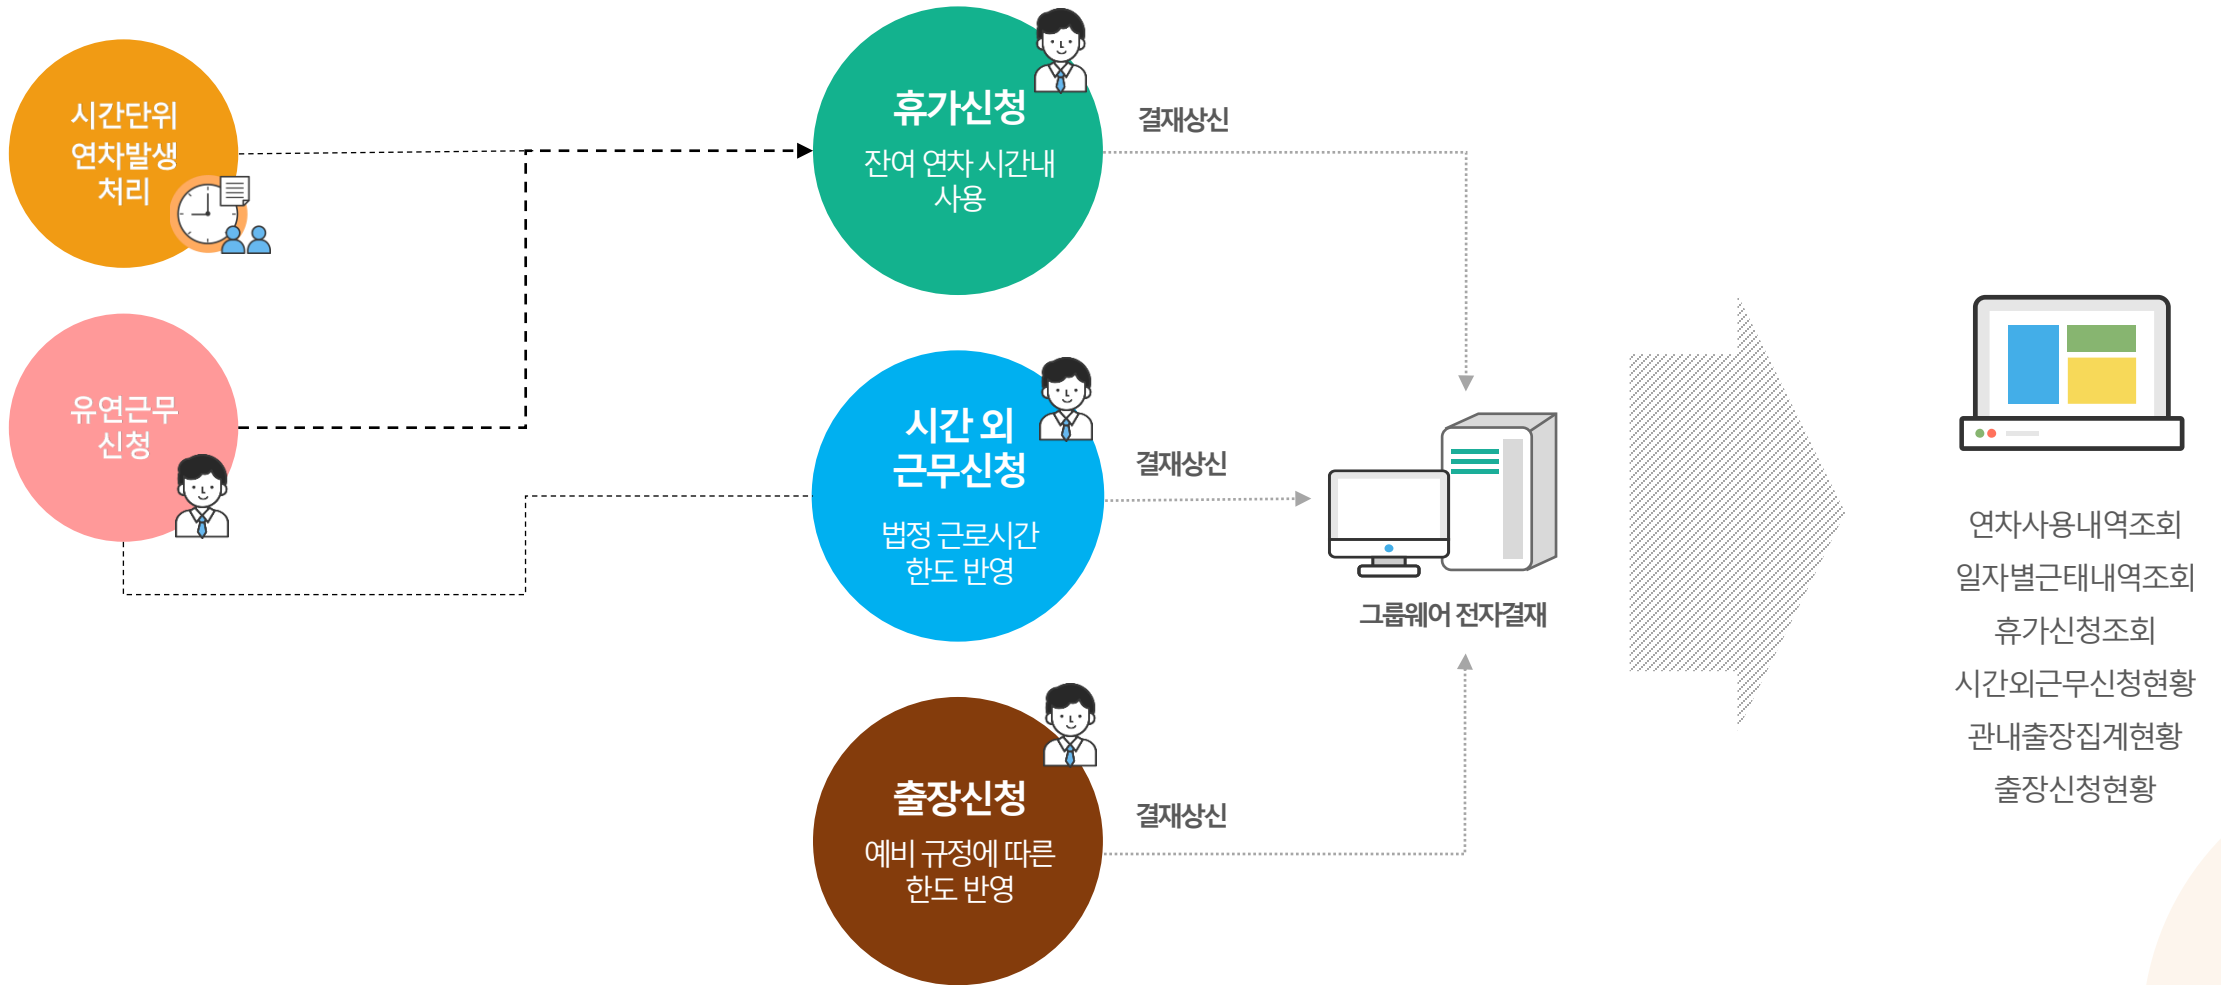 시간단위
연차발생
처리
유연근무
신청
휴가신청
잔여 연차 시간내
사용
결재상신
시간 외
근무신청
법정 근로시간
한도 반영
결재상신
출장신청
예비 규정에 따른
한도 반영
결재상신
그룹웨어 전자결재
연차사용내역조회
일자별근태내역조회
휴가신청조회
시간외근무신청현황
관내출장집계현황
출장신청현황